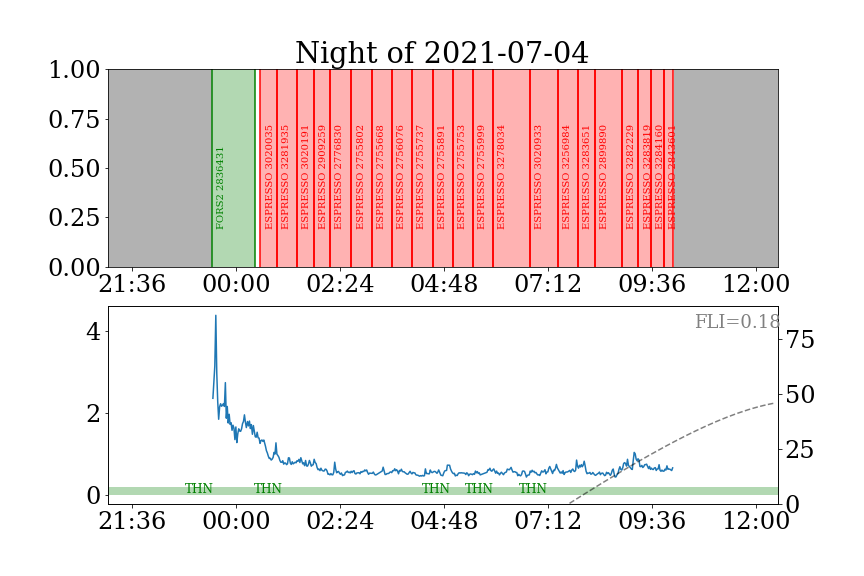 Night of 2021-07-04
1.00
0.75
0.50
0.25
0.00
FORS2 2836431
ESPRESSO 3020035
ESPRESSO 3281935
ESPRESSO 3020191
ESPRESSO 2909259
ESPRESSO 2776830
ESPRESSO 2755802
ESPRESSO 2755668
ESPRESSO 2756076
ESPRESSO 2755737
ESPRESSO 2755891
ESPRESSO 2755753
ESPRESSO 2755999
ESPRESSO 3278034
ESPRESSO 3020933
ESPRESSO 3256984
ESPRESSO 3283651
ESPRESSO 2899890
ESPRESSO 3282229
ESPRESSO 3283819
ESPRESSO 3284160
ESPRESSO 2843601
21:36 00:00 02:24 04:48 07:12 09:36 12:00
FLI=0.18
4
2
0
75
50
25
0
THN THN THN THN THN
21:36 00:00 02:24 04:48 07:12 09:36 12:00